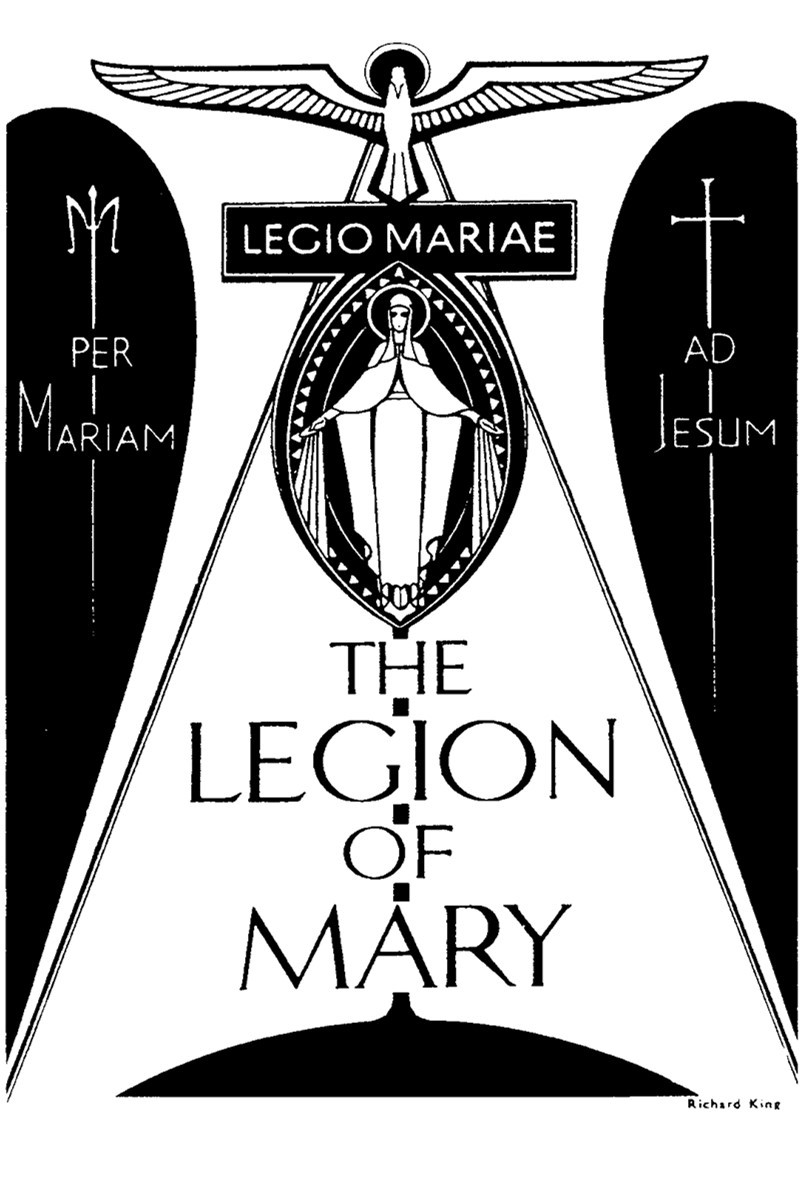 LEGIO MARIAE
PER
MARIAM
AD
JESUM
THE
LEGION
OF
MARY
Richard King